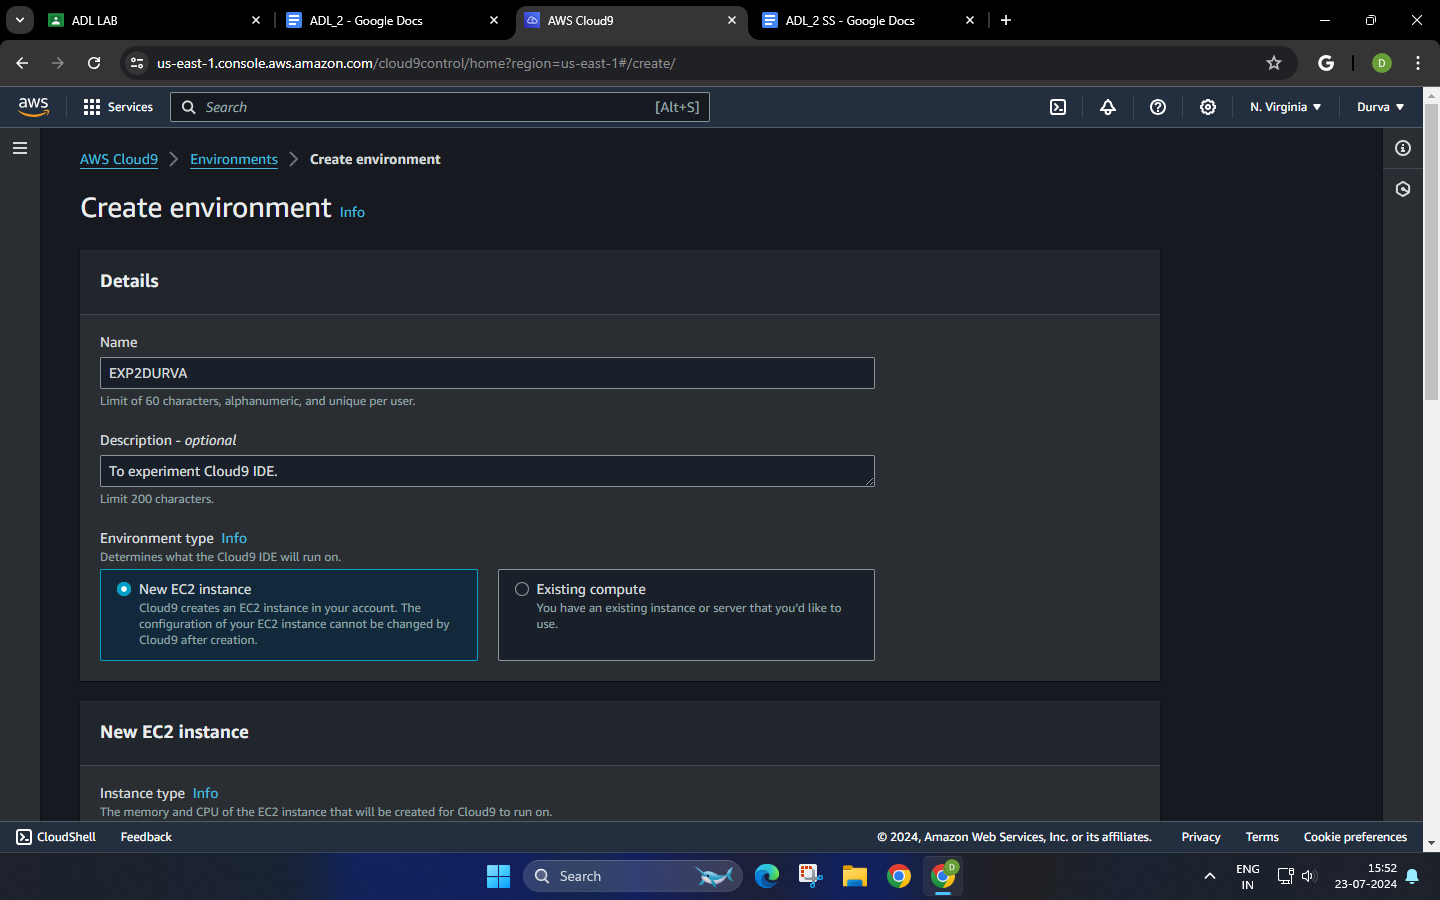 ADL LAB
ADL_2 - Google Docs
AWS Cloud9
ADL_2 SS - Google Docs
us-east-1.console.aws.amazon.com/cloud9control/home?region=us-east-1#/create/
G
D
aws
Services
Search
[Alt+S]
N. Virginia
Durva
AWS Cloud9
Environments
Create environment
Create environment Info
Details
Name
EXP2DURVA
Limit of 60 characters, alphanumeric, and unique per user.
Description - optional
To experiment Cloud9 IDE.
Limit 200 characters.
Environment type Info
Determines what the Cloud9 IDE will run on.
New EC2 instance
Cloud9 creates an EC2 instance in your account. The
configuration of your EC2 instance cannot be changed by
Cloud9 after creation.
Existing compute
You have an existing instance or server that you'd like to
use.
New EC2 instance
Instance type Info
The memory and CPU of the EC2 instance that will be created for Cloud9 to run on.
CloudShell
Feedback
© 2024, Amazon Web Services, Inc. or its affiliates.
Privacy
Terms
Cookie preferences
Search
D
ENG
IN
15:52
23-07-2024